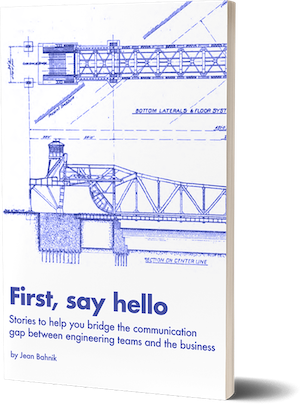 BOTTOM LATERALS & FLOOR SYST
SECTION ON CENTER LINE
First, say hello
Stories to help you bridge the communication
gap between engineering teams and the business
by Jean Bahnik